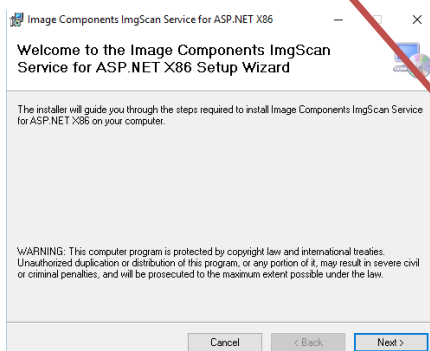 Image Components ImgScan Service for ASP.NET X86
Welcome to the Image Components ImgScan
Service for ASP.NET X86 Setup Wizard
The installer will guide you through the steps required to install Image Components ImgScan Service
for ASP.NET X86 on your computer.
WARNING: This computer program is protected by copyright law and international treaties.
Unauthorized duplication or distribution of this program, or any portion of it, may result in severe civil
or criminal penalties, and will be prosecuted to the maximum extent possible under the law.
Cancel < Back Next >